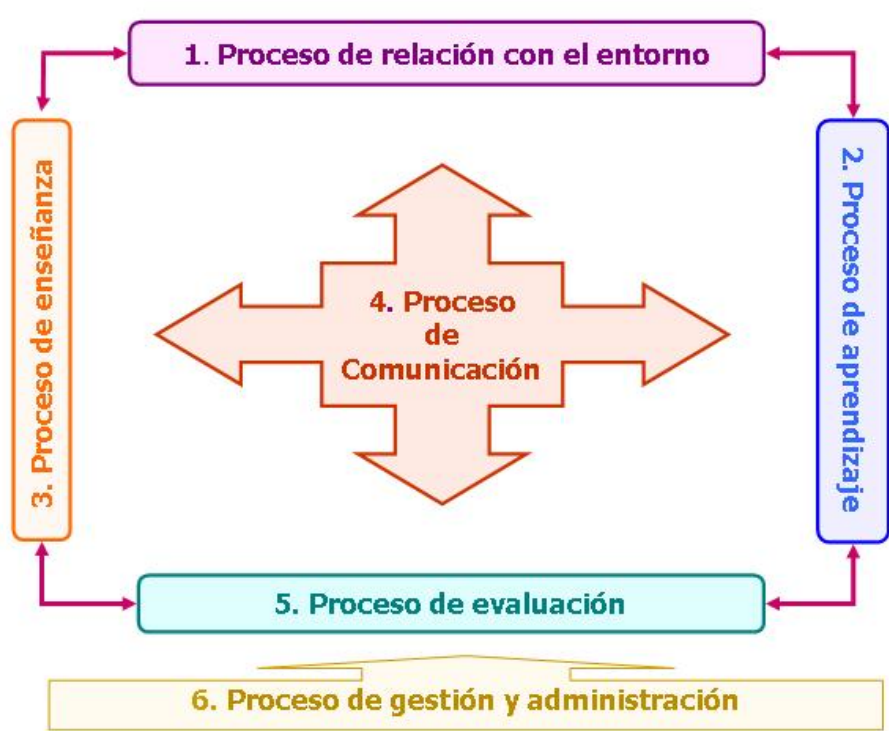 1. Proceso de relación con el entorno
2. Proceso de aprendizaje
3. Proceso de enseñanza
4. Proceso
de
Comunicación
5. Proceso de evaluación
6. Proceso de gestión y administración